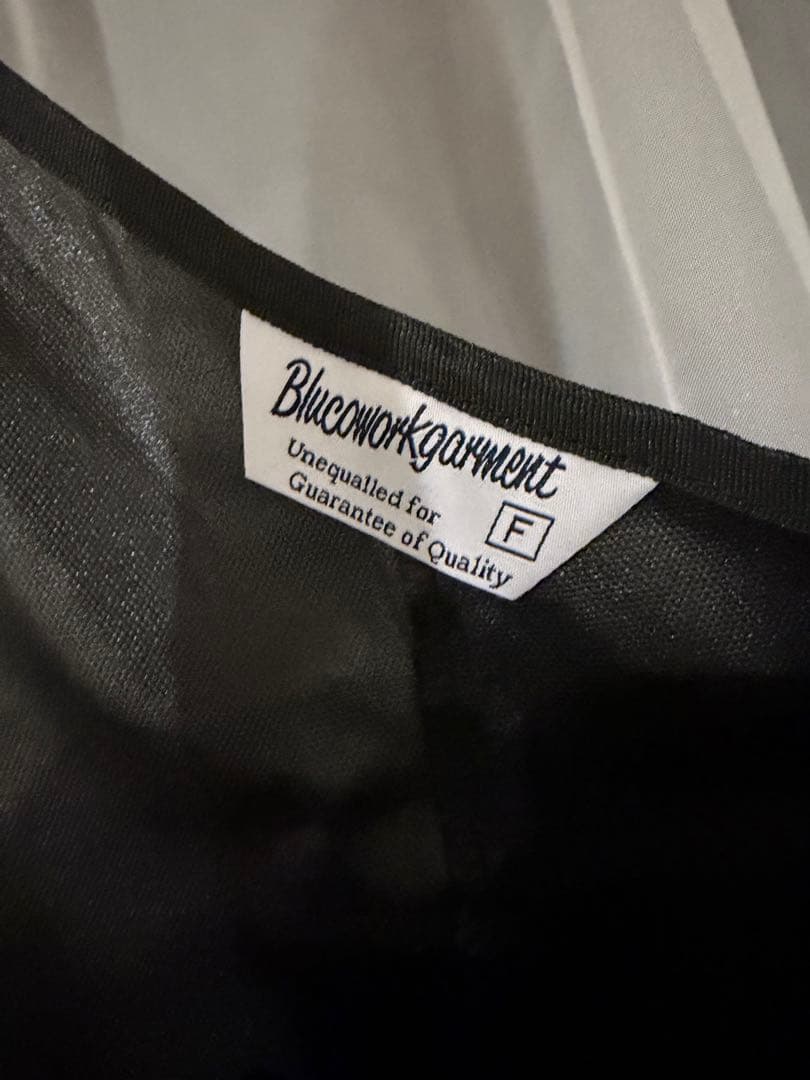 Blucoworkgarment
Unequalled for
Guarantee of Quality
F